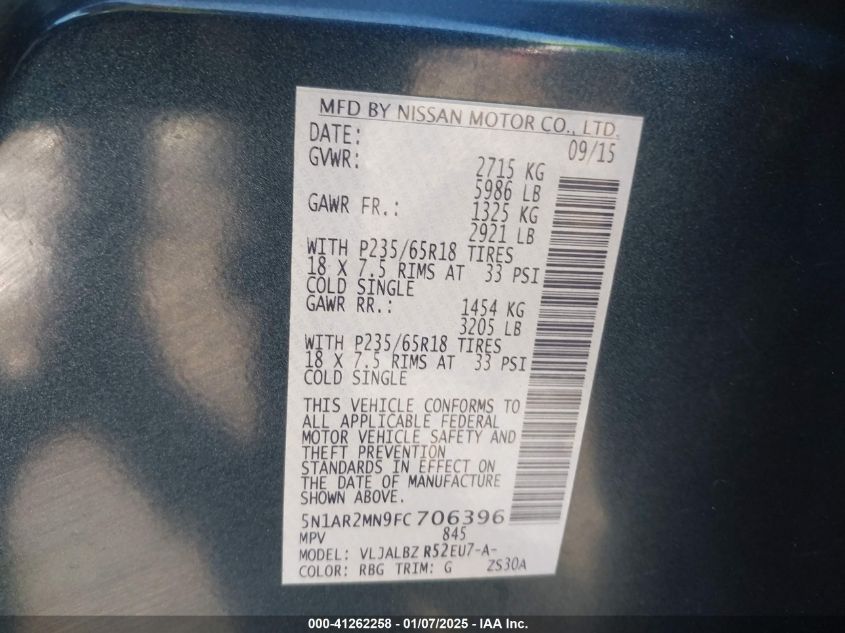 MFD BY NISSAN MOTOR CO., LTD.
DATE: 09/15
GVWR: 2715 KG
5986 LB
GAWR FR.: 1325 KG
2921 LB
WITH P235/65R18 TIRES
18 X 7.5 RIMS AT 33 PSI
COLD SINGLE
GAWR RR.: 1454 KG
3205 LB
WITH P235/65R18 TIRES
18 X 7.5 RIMS AT 33 PSI
COLD SINGLE
THIS VEHICLE CONFORMS TO
ALL APPLICABLE FEDERAL
MOTOR VEHICLE SAFETY AND
THEFT PREVENTION
STANDARDS IN EFFECT ON
THE DATE OF MANUFACTURE
SHOWN ABOVE.
5N1AR2MN9FC706396
MPV 845
MODEL: VLJALBZ R52EU7-A-
COLOR: RBG TRIM: G ZS30A
000-41262258 - 01/07/2025 - IAA Inc.